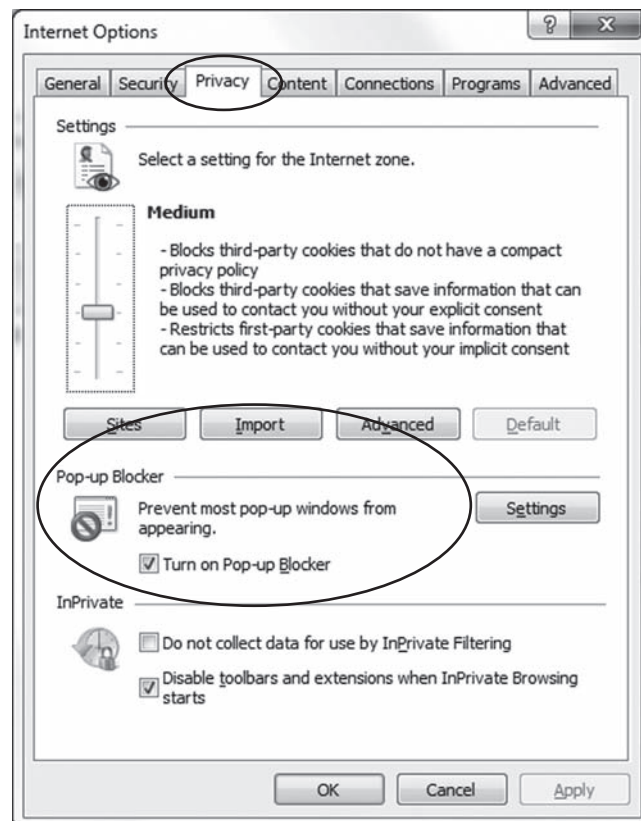 Internet Options
General Security Privacy Content Connections Programs Advanced
Settings
Select a setting for the Internet zone.
Medium
- Blocks third-party cookies that do not have a compact
privacy policy
- Blocks third-party cookies that save information that can
be used to contact you without your explicit consent
- Restricts first-party cookies that save information that
can be used to contact you without your implicit consent
Sites Import Advanced Default
Pop-up Blocker
Prevent most pop-up windows from
appearing.
Settings
Turn on Pop-up Blocker
InPrivate
Do not collect data for use by InPrivate Filtering
Disable toolbars and extensions when InPrivate Browsing
starts
OK Cancel Apply